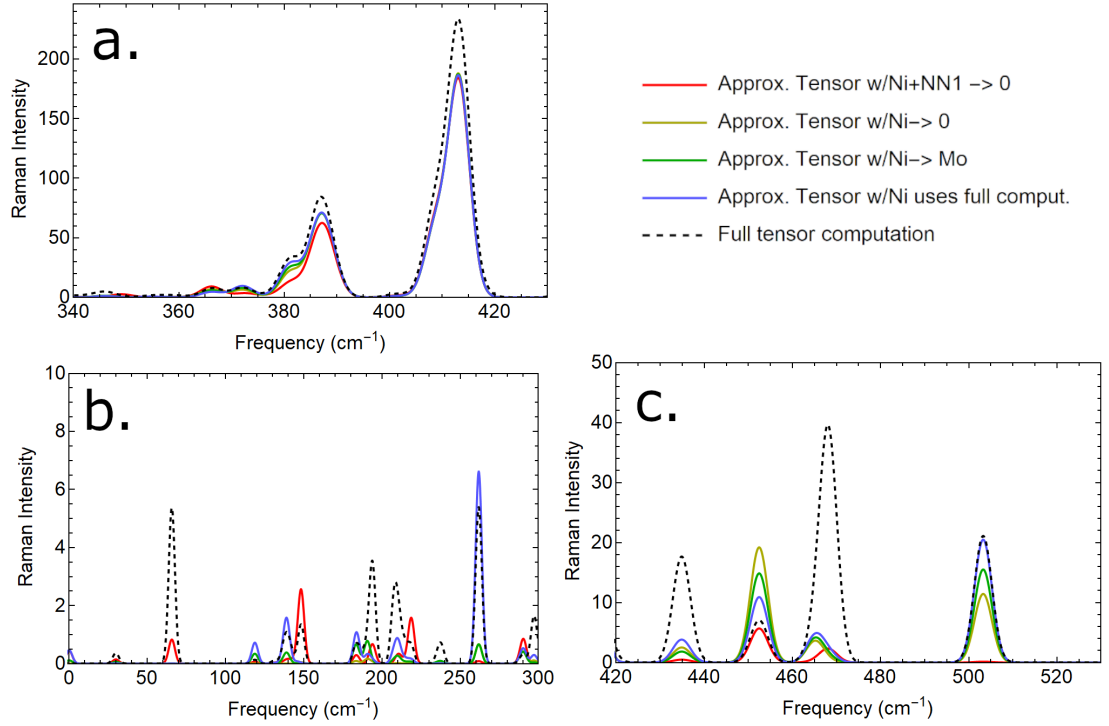 a.
200
150
100
50
0
Raman Intensity
340 360 380 400 420
Frequency (cm⁻¹)
Approx. Tensor w/Ni+NN1 –> 0
Approx. Tensor w/Ni–> 0
Approx. Tensor w/Ni–> Mo
Approx. Tensor w/Ni uses full comput.
Full tensor computation
b.
10
8
6
4
2
0
Raman Intensity
0 50 100 150 200 250 300
Frequency (cm⁻¹)
c.
50
40
30
20
10
0
Raman Intensity
420 440 460 480 500 520
Frequency (cm⁻¹)